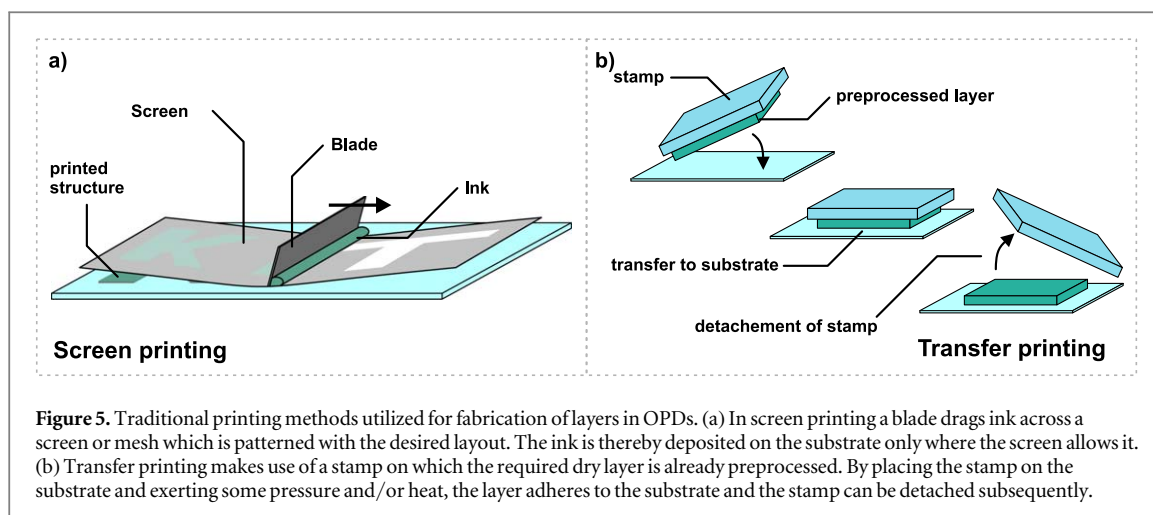 a)
Screen
Blade
printed
structure
Ink
K
T
Screen printing
b)
stamp
preprocessed layer
transfer to substrate
detachement of stamp
Transfer printing
Figure 5. Traditional printing methods utilized for fabrication of layers in OPDs. (a) In screen printing a blade drags ink across a
screen or mesh which is patterned with the desired layout. The ink is thereby deposited on the substrate only where the screen allows it.
(b) Transfer printing makes use of a stamp on which the required dry layer is already preprocessed. By placing the stamp on the
substrate and exerting some pressure and/or heat, the layer adheres to the substrate and the stamp can be detached subsequently.